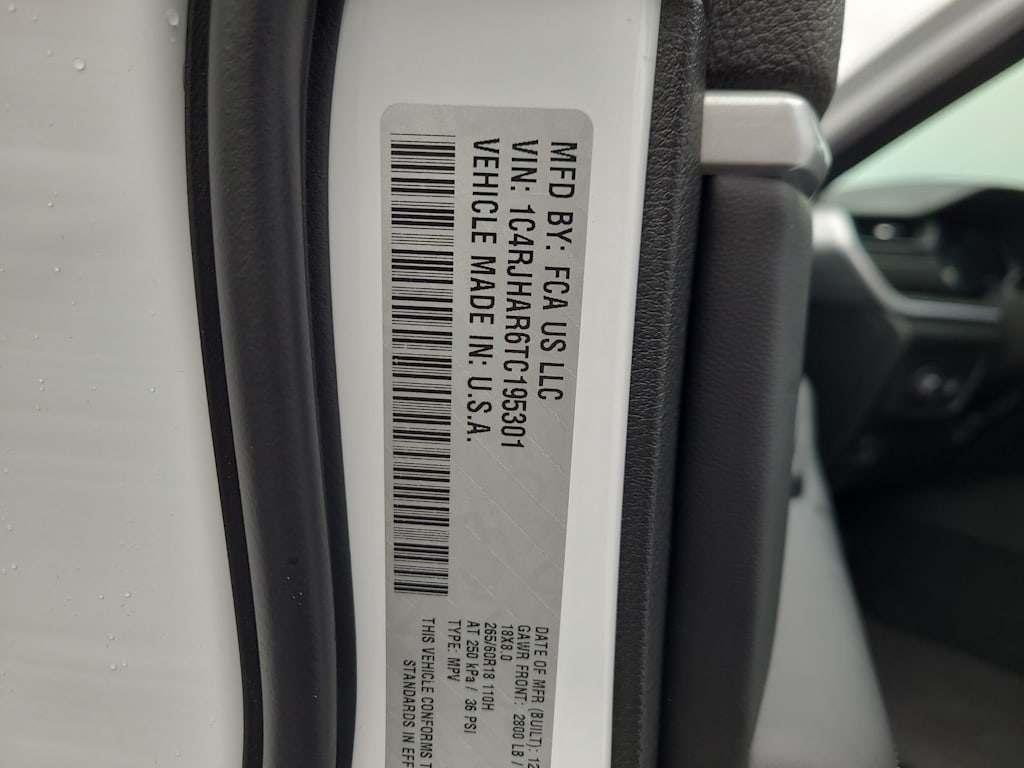 MFD BY: FCA US LLC
VIN: 1C4RJHAR6TC195301
VEHICLE MADE IN: U.S.A.
DATE OF MFR (BUILT): 12
GAWR FRONT: 2800 LB /
18X8.0
265/60R18 110H
AT 250 kPa / 36 PSI
TYPE: MPV
THIS VEHICLE CONFORMS T
STANDARDS IN EFF